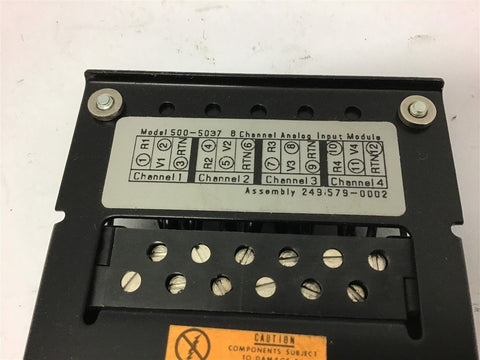 Model 500-5037 8 Channel Analog Input Module
1 R1 V1 2 3 RTN R2 4 5 V2 RTN 6 7 R3 V3 8 9 RTN R4 10 11 V4 RTN 12
Channel 1 Channel 2 Channel 3 Channel 4
Assembly 249.579-0002
CAUTION
COMPONENTS SUBJECT
TO DAMAGE